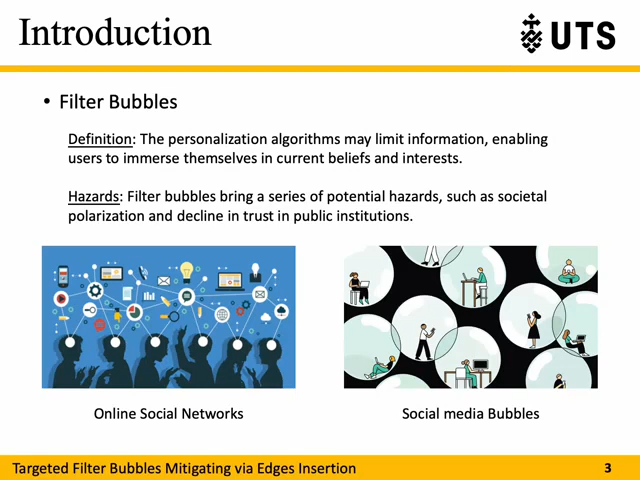 Introduction
UTS
• Filter Bubbles
Definition: The personalization algorithms may limit information, enabling
users to immerse themselves in current beliefs and interests.
Hazards: Filter bubbles bring a series of potential hazards, such as societal
polarization and decline in trust in public institutions.
Online Social Networks
Social media Bubbles
Targeted Filter Bubbles Mitigating via Edges Insertion
3